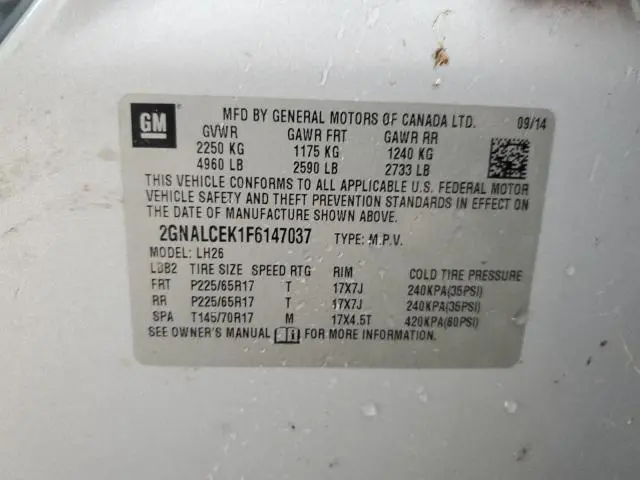 GM
MFD BY GENERAL MOTORS OF CANADA LTD. 09/14
GVWR GAWR FRT GAWR RR
2250 KG 1175 KG 1240 KG
4960 LB 2590 LB 2733 LB
THIS VEHICLE CONFORMS TO ALL APPLICABLE U.S. FEDERAL MOTOR
VEHICLE SAFETY AND THEFT PREVENTION STANDARDS IN EFFECT ON
THE DATE OF MANUFACTURE SHOWN ABOVE.
2GNALCEK1F6147037 TYPE: M.P.V.
MODEL: LH26
LBB2 TIRE SIZE SPEED RTG RIM COLD TIRE PRESSURE
FRT P225/65R17 T 17X7J 240KPA(35PSI)
RR P225/65R17 T 17X7J 240KPA(35PSI)
SPA T145/70R17 M 17X4.5T 420KPA(60PSI)
SEE OWNER'S MANUAL FOR MORE INFORMATION.